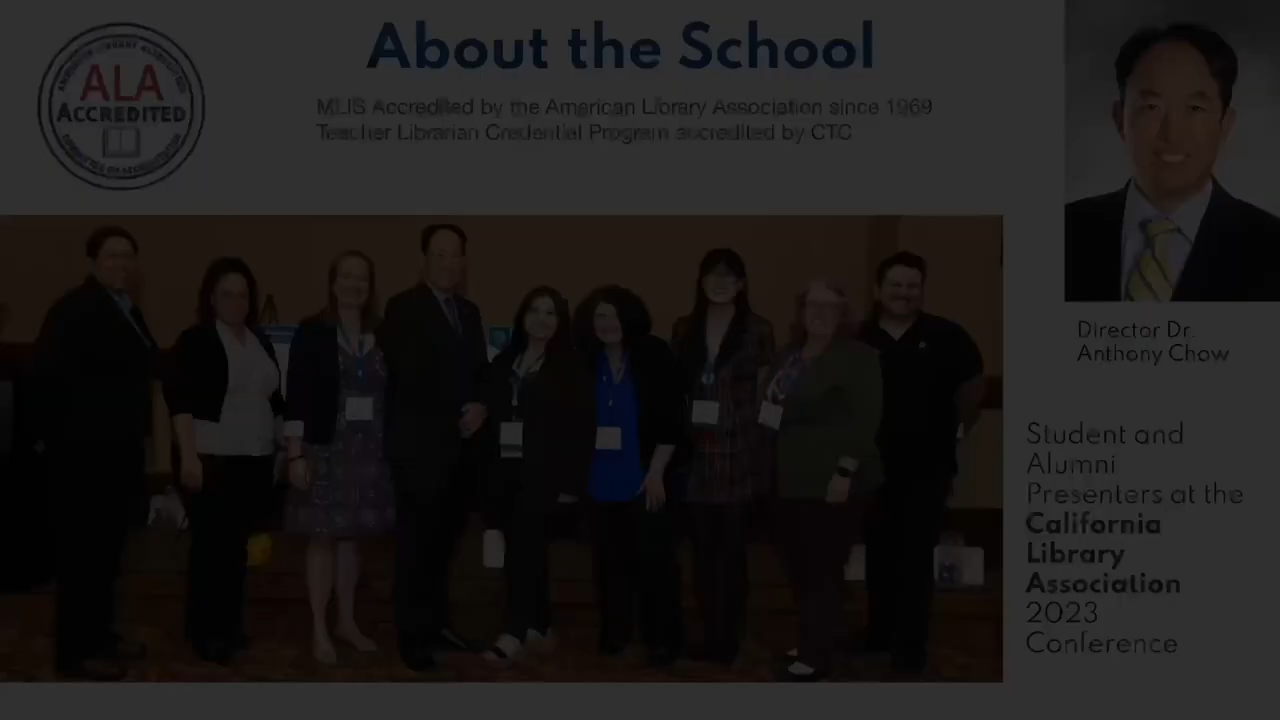 About the School
MLIS Accredited by the American Library Association since 1969
Teacher Librarian Credential Program accredited by CTC
ALA
ACCREDITED
Director Dr.
Anthony Chow
Student and
Alumni
Presenters at the
California
Library
Association
2023
Conference